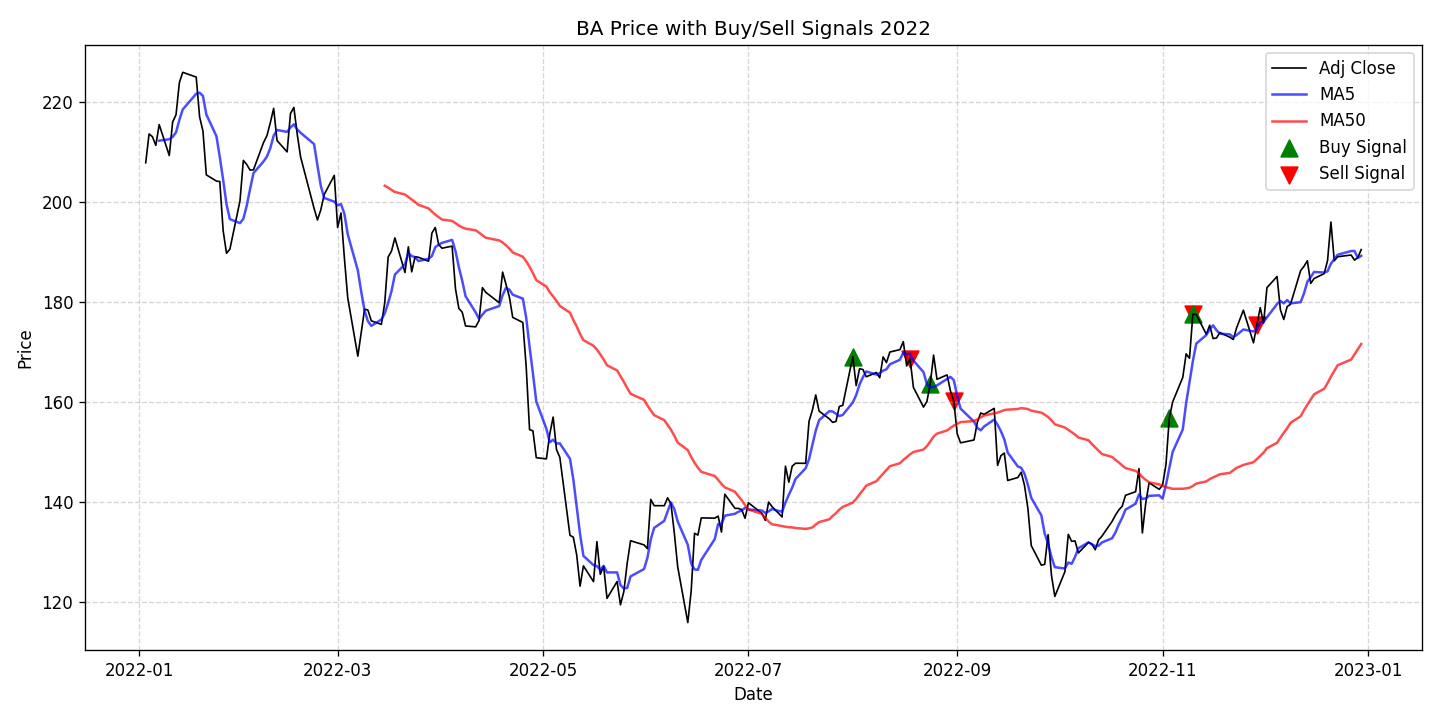 BA Price with Buy/Sell Signals 2022
Adj Close
MA5
MA50
Buy Signal
Sell Signal
Price
220
200
180
160
140
120
2022-01
2022-03
2022-05
2022-07
2022-09
2022-11
2023-01
Date